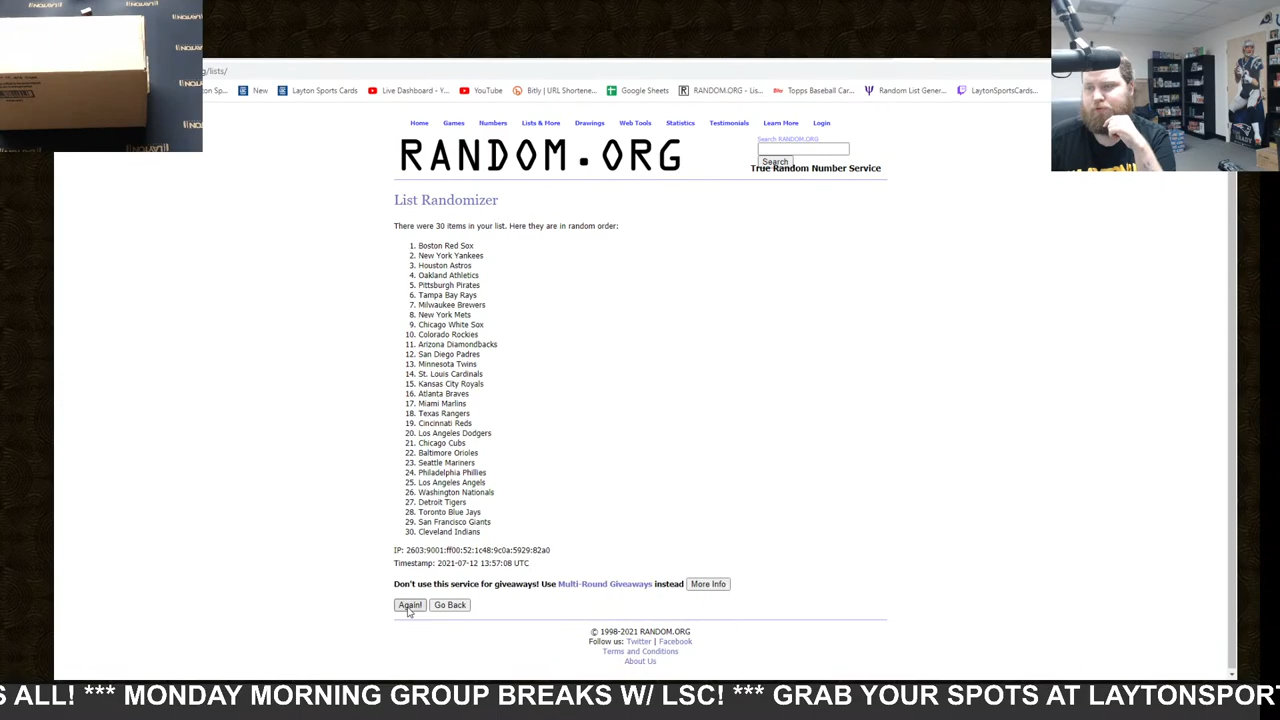 g/lists/
New
Layton Sports Cards
Live Dashboard - Y...
YouTube
Bitly | URL Shortene...
Google Sheets
RANDOM.ORG - Lis...
Topps Baseball Car...
Random List Gener...
LaytonSportsCards...
Home Games Numbers Lists & More Drawings Web Tools Statistics Testimonials Learn More Login
RANDOM.ORG
Search RANDOM.ORG
Search
True Random Number Service
List Randomizer
There were 30 items in your list. Here they are in random order:
1. Boston Red Sox
2. New York Yankees
3. Houston Astros
4. Oakland Athletics
5. Pittsburgh Pirates
6. Tampa Bay Rays
7. Milwaukee Brewers
8. New York Mets
9. Chicago White Sox
10. Colorado Rockies
11. Arizona Diamondbacks
12. San Diego Padres
13. Minnesota Twins
14. St. Louis Cardinals
15. Kansas City Royals
16. Atlanta Braves
17. Miami Marlins
18. Texas Rangers
19. Cincinnati Reds
20. Los Angeles Dodgers
21. Chicago Cubs
22. Baltimore Orioles
23. Seattle Mariners
24. Philadelphia Phillies
25. Los Angeles Angels
26. Washington Nationals
27. Detroit Tigers
28. Toronto Blue Jays
29. San Francisco Giants
30. Cleveland Indians
IP: 2603:9001:ff00:52:1c48:9c0a:5929:82a0
Timestamp: 2021-07-12 13:57:08 UTC
Don't use this service for giveaways! Use Multi-Round Giveaways instead More Info
Again! Go Back
© 1998-2021 RANDOM.ORG
Follow us: Twitter | Facebook
Terms and Conditions
About Us
S ALL! *** MONDAY MORNING GROUP BREAKS W/ LSC! *** GRAB YOUR SPOTS AT LAYTONSPORT